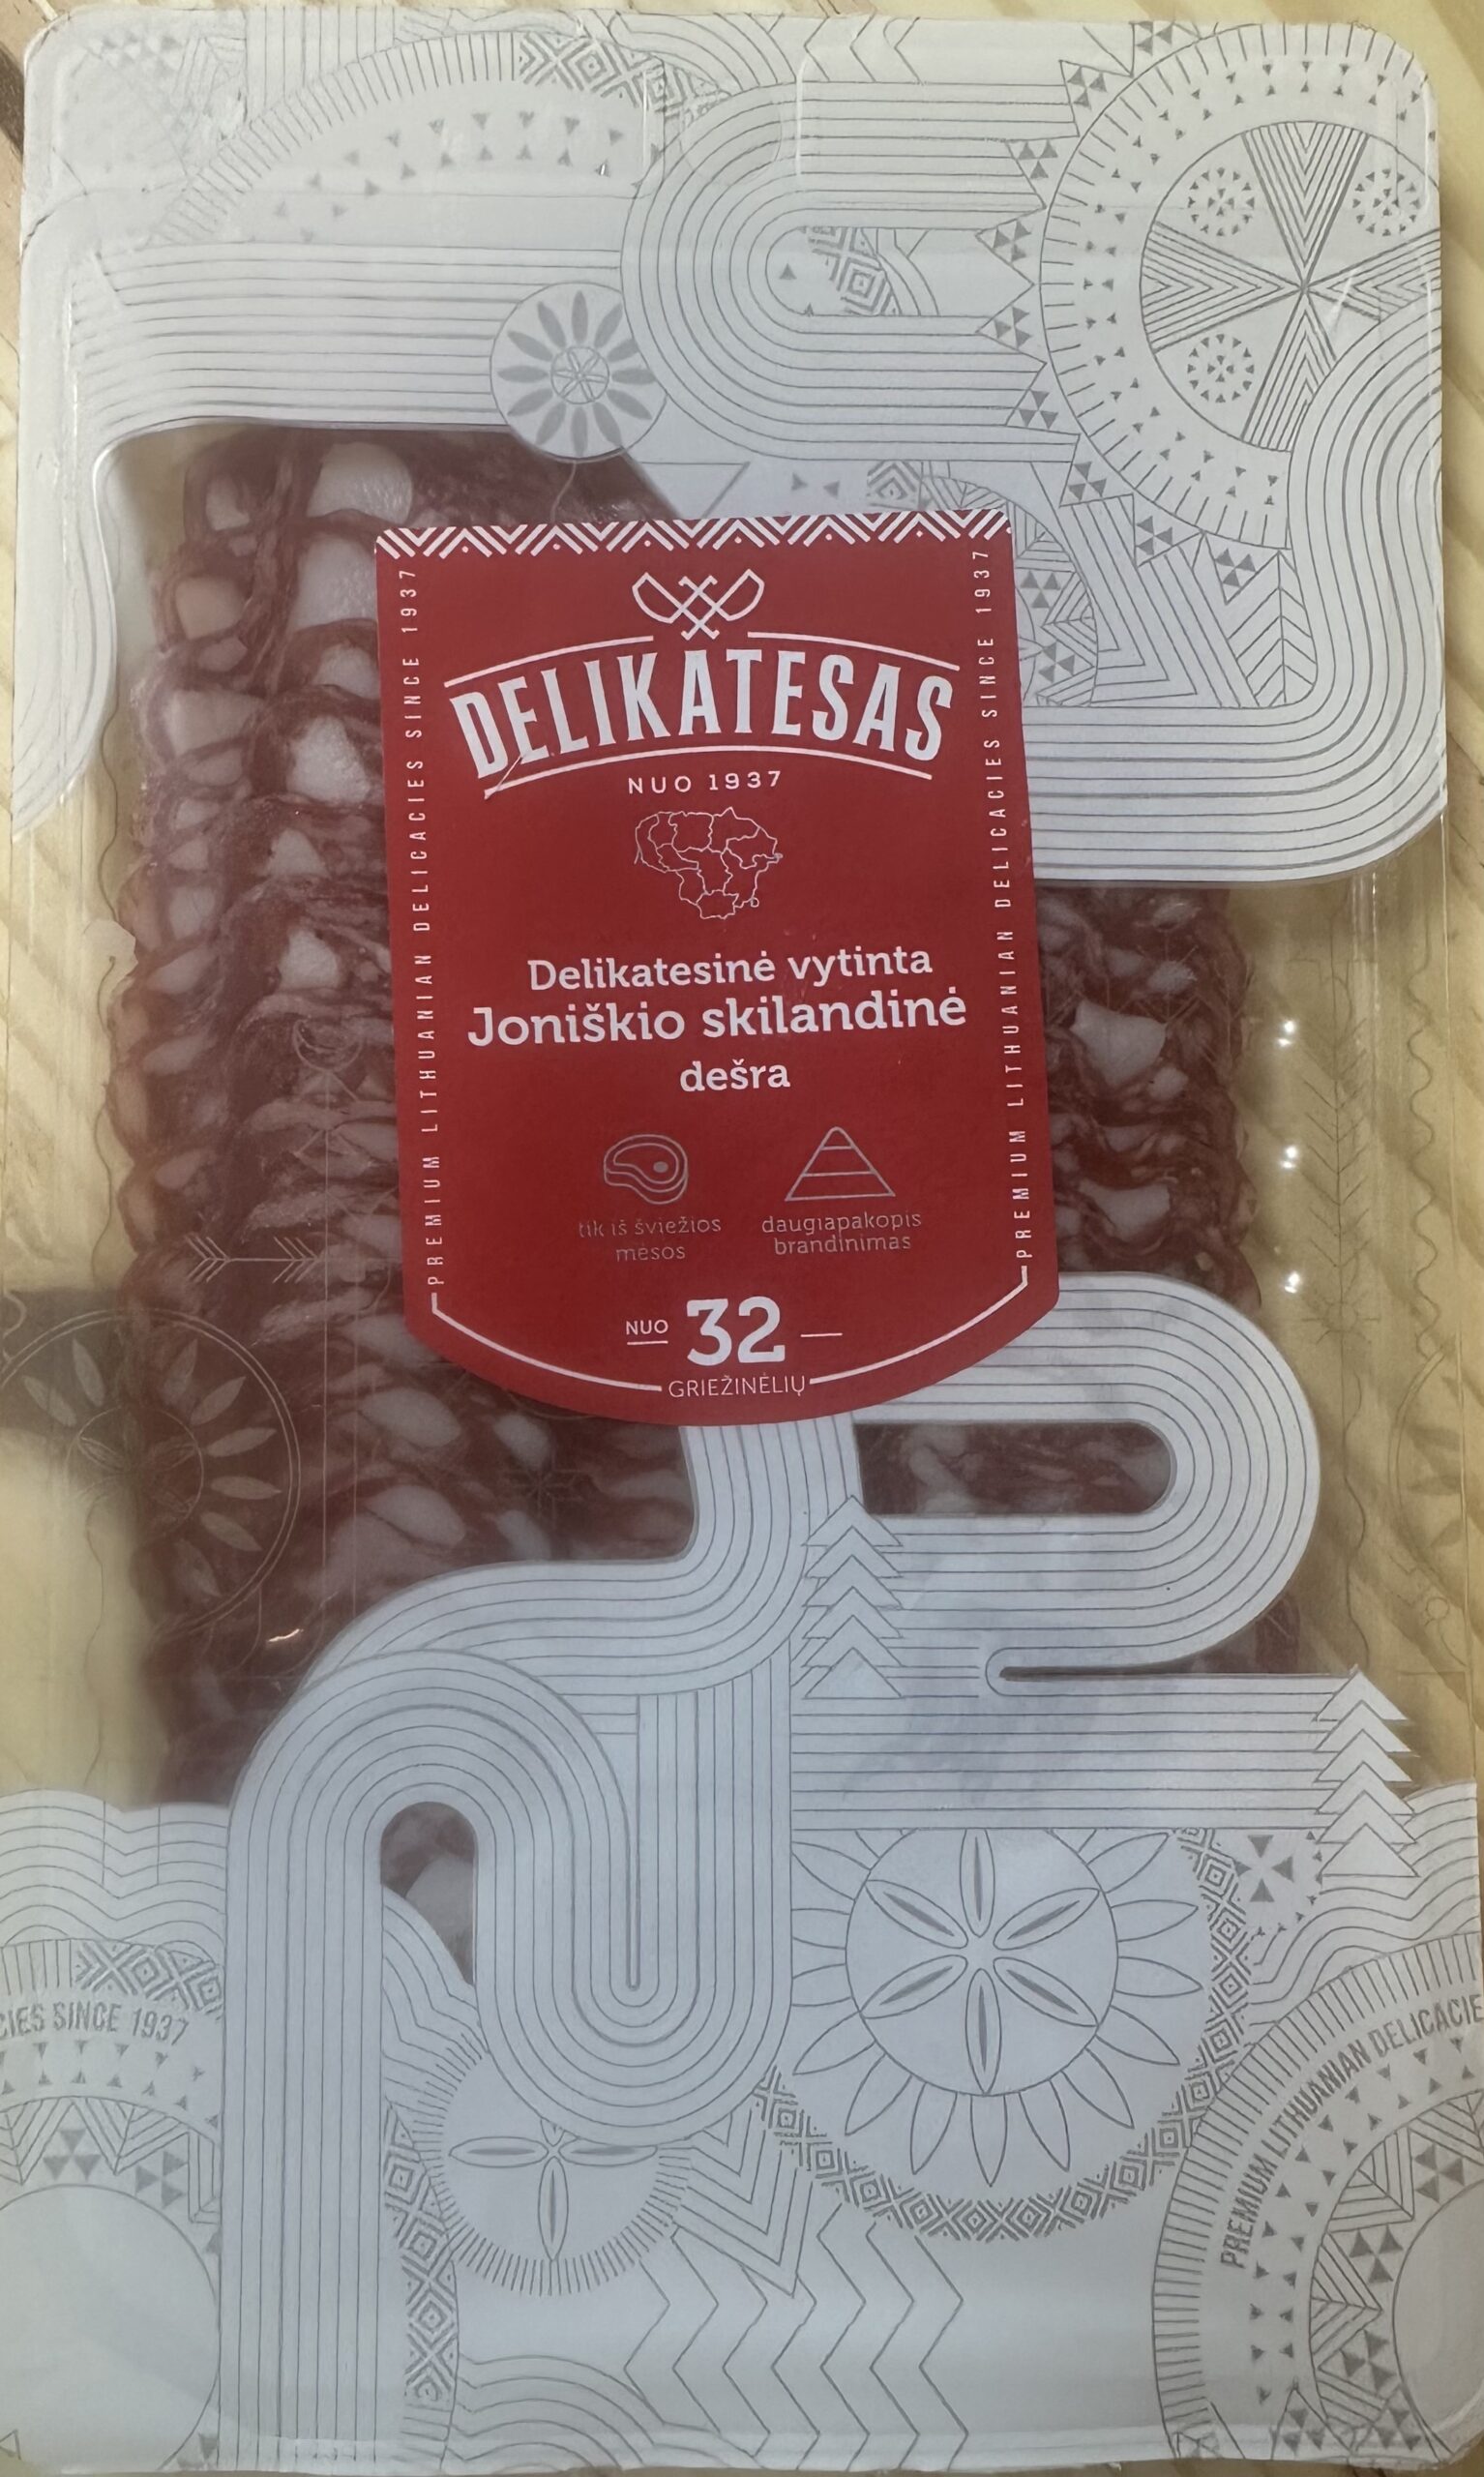 DELIKATESAS
NUO 1937
Delikatesinė vytinta
Joniškio skilandinė
dešra
tik iš šviežios
mėsos
daugiapakopis
brandinimas
NUO 32
GRIEŽINĖLIŲ
PREMIUM LITHUANIAN DELICACIES SINCE 1937
PREMIUM LITHUANIAN DELICACIES SINCE 1937
CIES SINCE 1937
PREMIUM LITHUANIAN DELICACIE